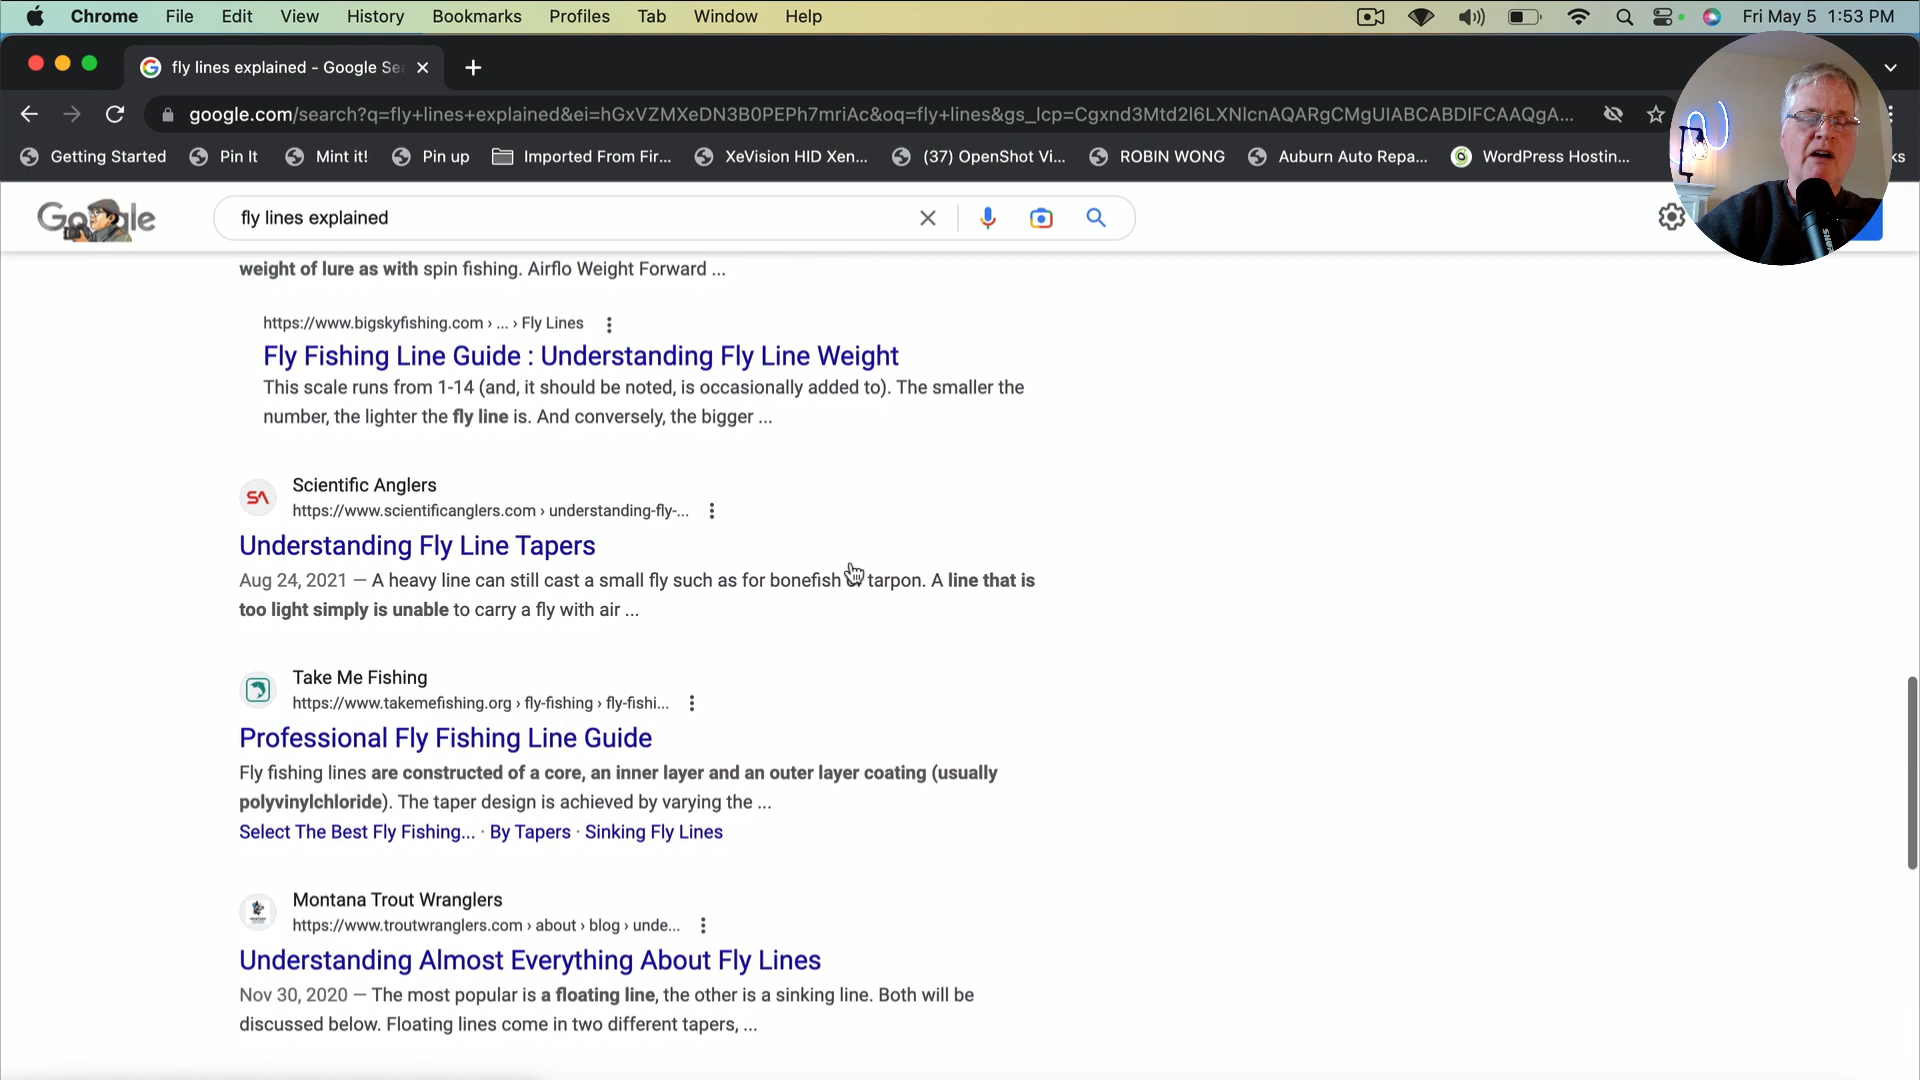 Chrome File Edit View History Bookmarks Profiles Tab Window Help Fri May 5 1:53 PM
fly lines explained - Google Se
google.com/search?q=fly+lines+explained&ei=hGxVZMXeDN3B0PEPh7mriAc&oq=fly+lines&gs_lcp=Cgxnd3Mtd2l6LXNlcnAQARgCMgUIABCABDIFCAAQgA...
Getting Started Pin It Mint it! Pin up Imported From Fir... XeVision HID Xen... (37) OpenShot Vi... ROBIN WONG Auburn Auto Repa... WordPress Hostin... ks
Google fly lines explained
weight of lure as with spin fishing. Airflo Weight Forward ...
https://www.bigskyfishing.com › ... › Fly Lines
Fly Fishing Line Guide : Understanding Fly Line Weight
This scale runs from 1-14 (and, it should be noted, is occasionally added to). The smaller the
number, the lighter the fly line is. And conversely, the bigger ...
Scientific Anglers
SA https://www.scientificanglers.com › understanding-fly-...
Understanding Fly Line Tapers
Aug 24, 2021 — A heavy line can still cast a small fly such as for bonefish tarpon. A line that is
too light simply is unable to carry a fly with air ...
Take Me Fishing
https://www.takemefishing.org › fly-fishing › fly-fishi...
Professional Fly Fishing Line Guide
Fly fishing lines are constructed of a core, an inner layer and an outer layer coating (usually
polyvinylchloride). The taper design is achieved by varying the ...
Select The Best Fly Fishing... · By Tapers · Sinking Fly Lines
Montana Trout Wranglers
https://www.troutwranglers.com › about › blog › unde...
Understanding Almost Everything About Fly Lines
Nov 30, 2020 — The most popular is a floating line, the other is a sinking line. Both will be
discussed below. Floating lines come in two different tapers, ...